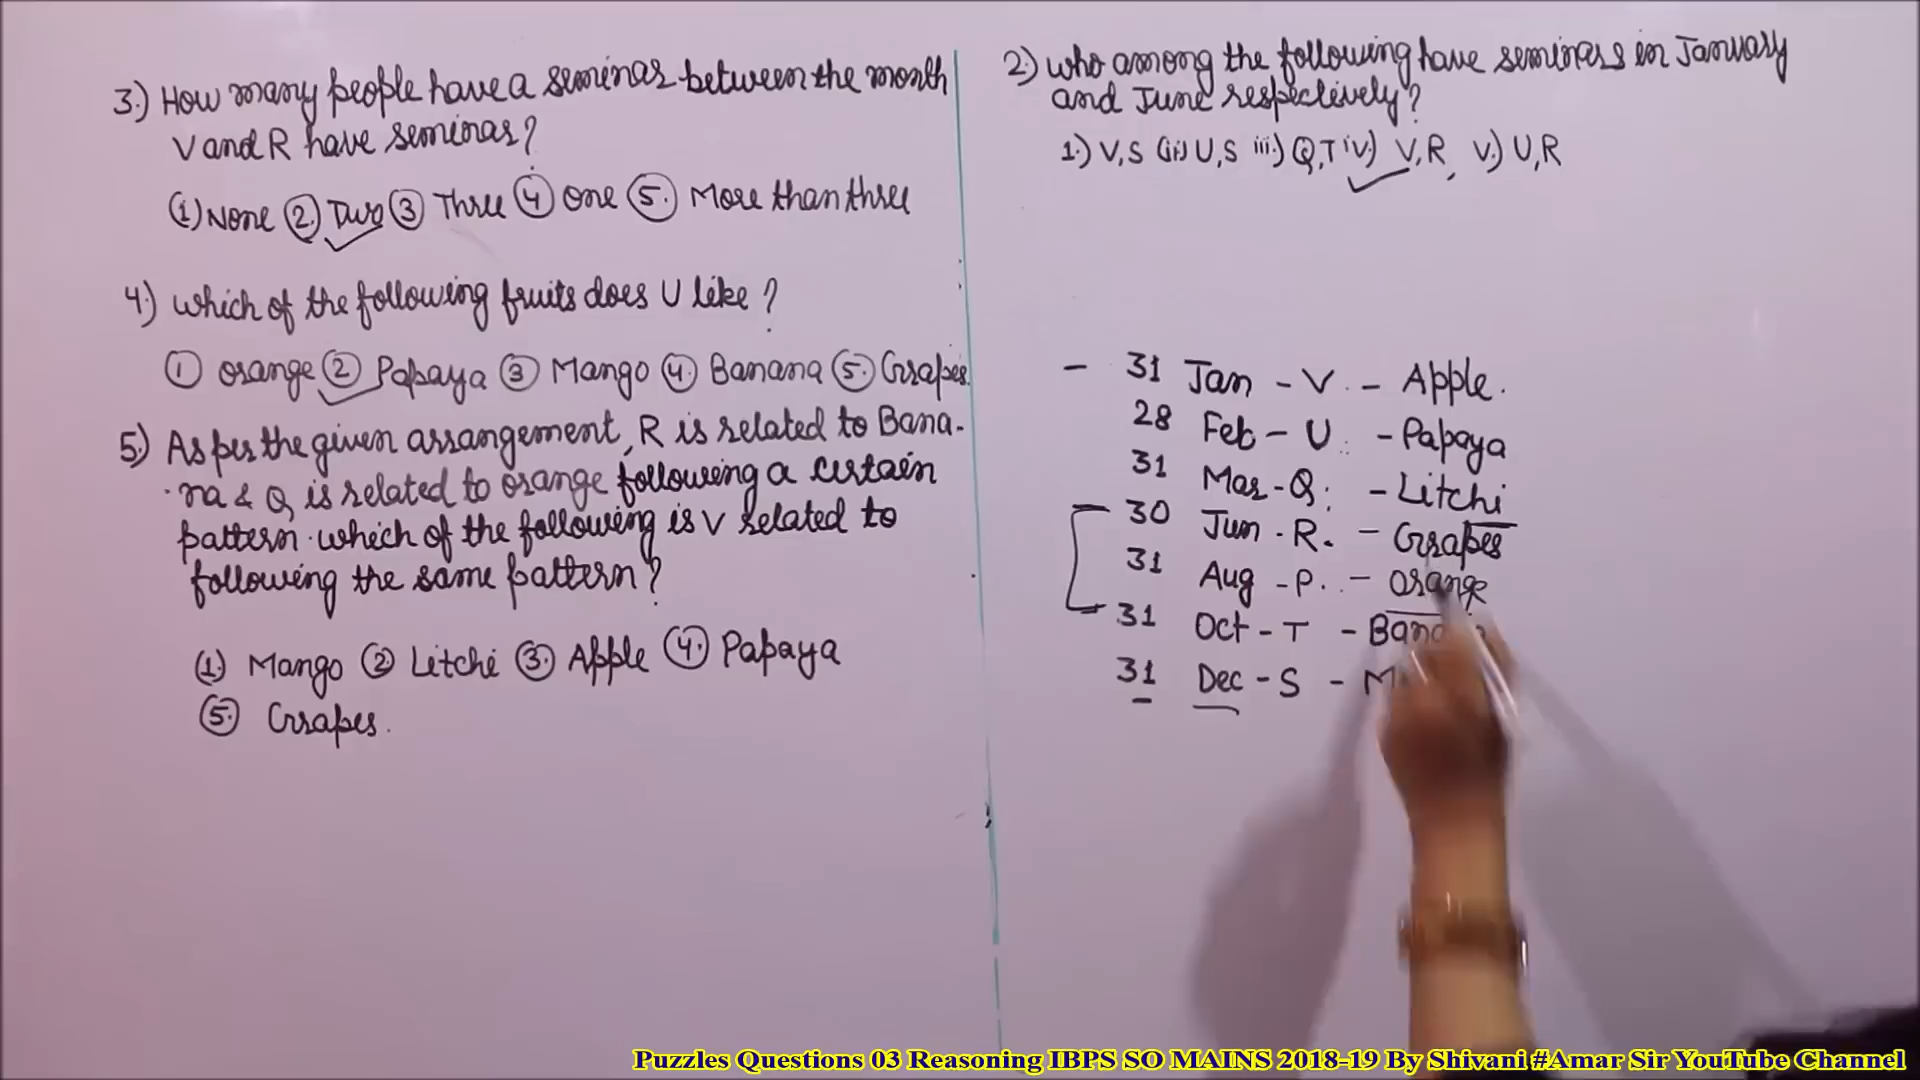 3.) How many people have a seminar between the month
V and R have seminar?
(1) None (2.) Two (3) Three (4) One (5.) More than three
4.) Which of the following fruits does U like ?
(1) orange (2) Papaya (3) Mango (4.) Banana (5.) Grapes.
5.) As per the given arrangement, R is related to Bana-
na & Q is related to orange following a certain
pattern. which of the following is V related to
following the same pattern?
(1) Mango (2) Litchi (3.) Apple (4.) Papaya
(5.) Grapes.
2.) who among the following have seminars in January
and June respectively?
1.) V,S (ii) U,S iii.) Q,T iv.) V,R, v.) U,R
- 31 Jan - V - Apple.
28 Feb - U - Papaya
31 Mar - Q - Litchi
30 Jun - R. - Grapes
31 Aug - P. - Orange
31 Oct - T -
31 Dec - S -
Puzzles Questions 03 Reasoning IBPS SO MAINS 2018-19 By Shivani #Amar Sir YouTube Channel